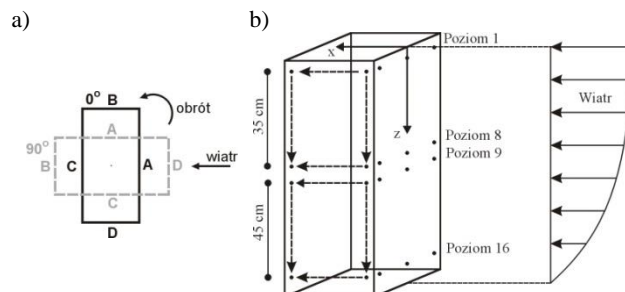 a)
0° B
obrót
A
90°
B
C
A
D
wiatr
C
D
b)
Poziom 1
x
35 cm
z
Wiatr
Poziom 8
Poziom 9
45 cm
Poziom 16